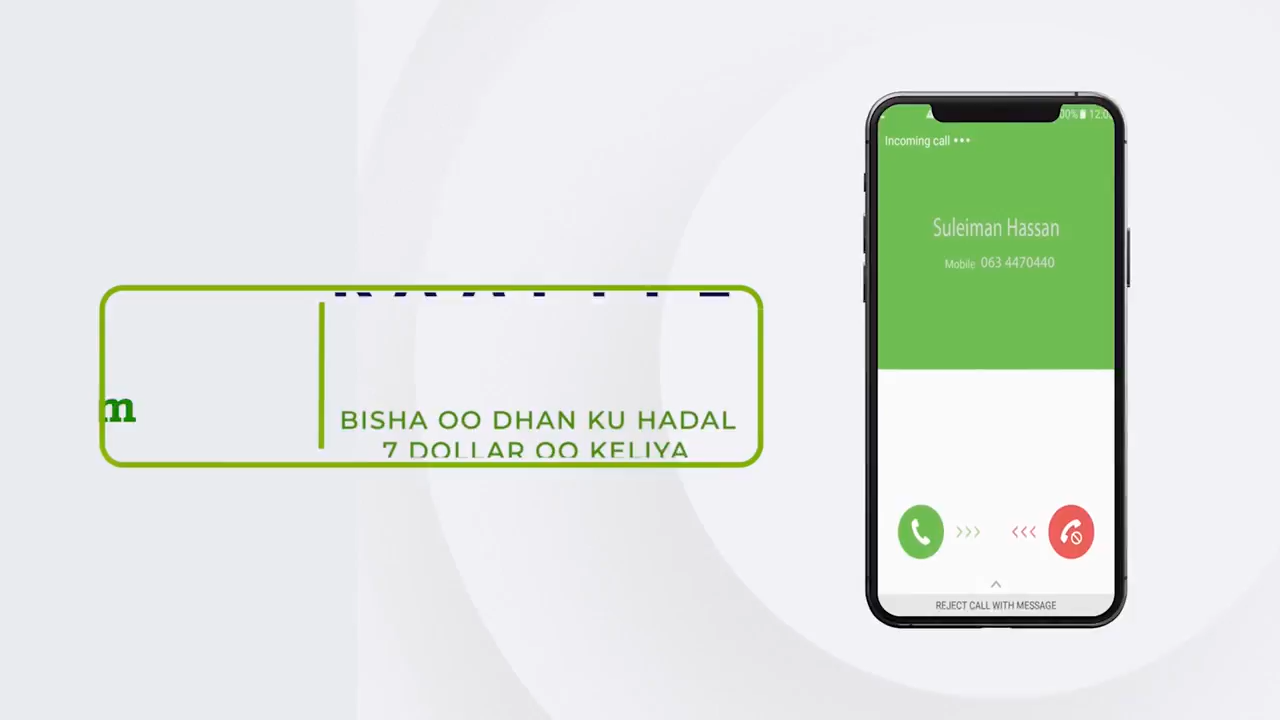 m
BISHA OO DHAN KU HADAL
7 DOLLAR OO KELIYA
Incoming call •••
Suleiman Hassan
Mobile 063 4470440
REJECT CALL WITH MESSAGE